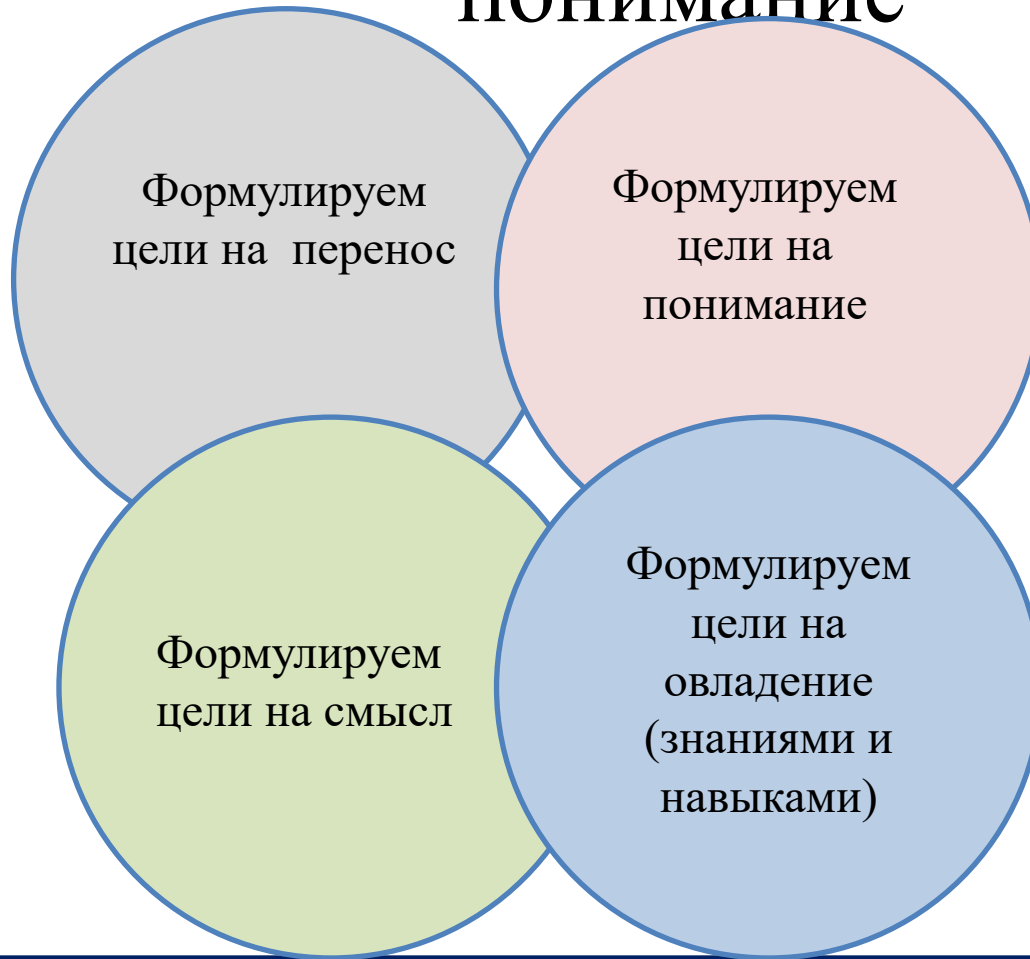 понимание
Формулируем
цели на перенос
Формулируем
цели на
понимание
Формулируем
цели на смысл
Формулируем
цели на
овладение
(знаниями и
навыками)